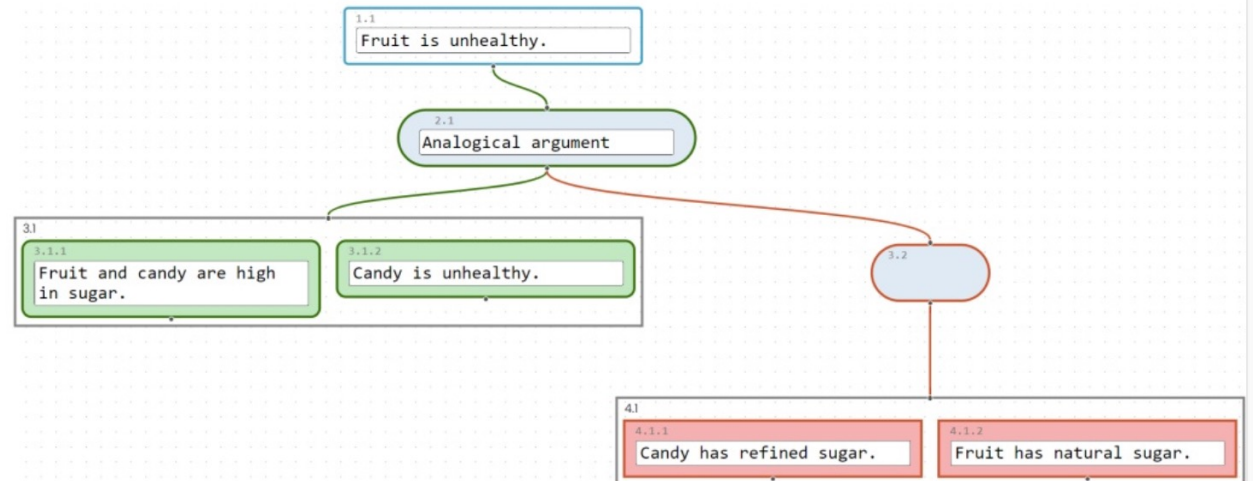 1.1
Fruit is unhealthy.
2.1
Analogical argument
3.1
3.1.1
Fruit and candy are high
in sugar.
3.1.2
Candy is unhealthy.
3.2
4.1
4.1.1
Candy has refined sugar.
4.1.2
Fruit has natural sugar.